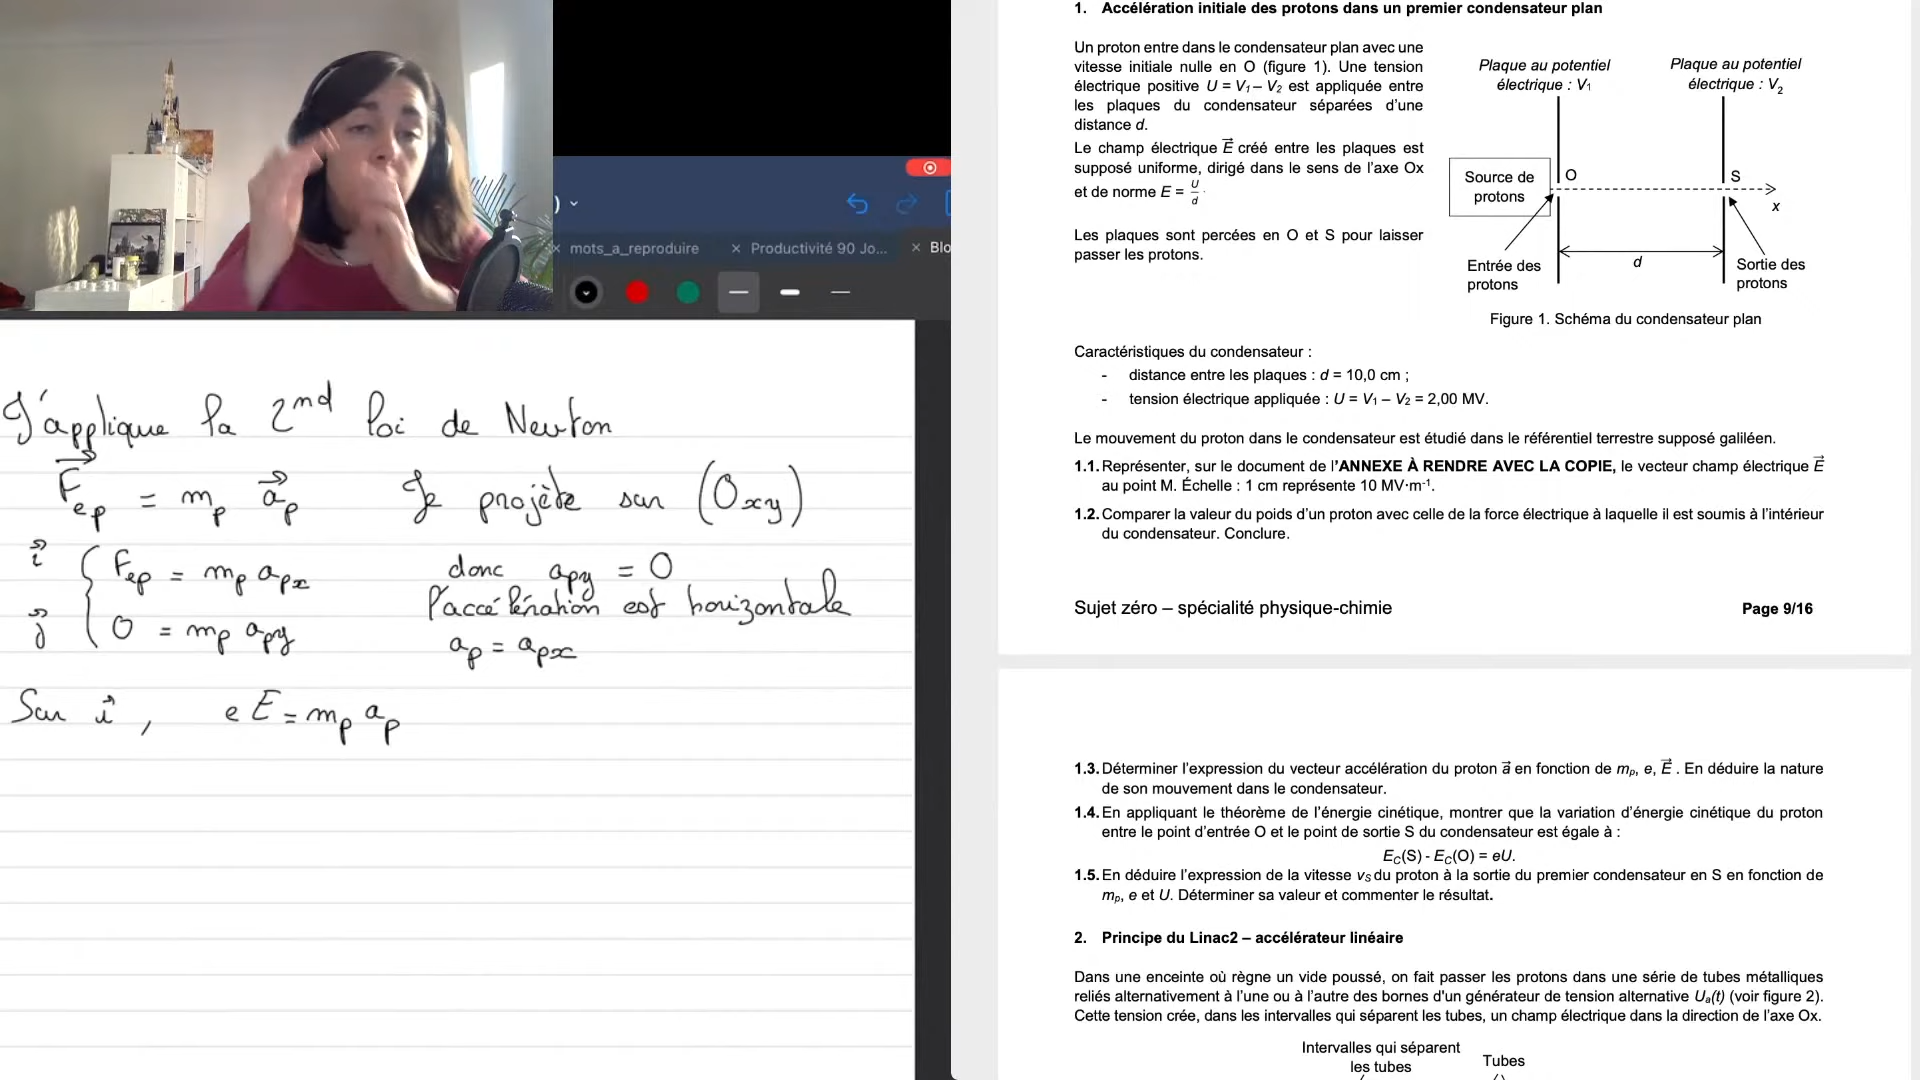 mots_a_reproduire
Productivité 90 Jo...
Blo
J'applique la 2nd loi de Newton
Fep = mp ap Je projète sur (Oxy)
i { Fep = mp apx donc apy = 0
l'accélération est horizontale
j { 0 = mp apy
ap = apx
Sur i, eE = mp ap
1. Accélération initiale des protons dans un premier condensateur plan
Un proton entre dans le condensateur plan avec une
vitesse initiale nulle en O (figure 1). Une tension
électrique positive U = V1 – V2 est appliquée entre
les plaques du condensateur séparées d'une
distance d.
Le champ électrique E créé entre les plaques est
supposé uniforme, dirigé dans le sens de l'axe Ox
et de norme E = U/d.
Les plaques sont percées en O et S pour laisser
passer les protons.
Plaque au potentiel
électrique : V1
Plaque au potentiel
électrique : V2
Source de
protons
O
S
x
d
Entrée des
protons
Sortie des
protons
Figure 1. Schéma du condensateur plan
Caractéristiques du condensateur :
- distance entre les plaques : d = 10,0 cm ;
- tension électrique appliquée : U = V1 – V2 = 2,00 MV.
Le mouvement du proton dans le condensateur est étudié dans le référentiel terrestre supposé galiléen.
1.1. Représenter, sur le document de l'ANNEXE À RENDRE AVEC LA COPIE, le vecteur champ électrique E
au point M. Échelle : 1 cm représente 10 MV·m-1.
1.2. Comparer la valeur du poids d'un proton avec celle de la force électrique à laquelle il est soumis à l'intérieur
du condensateur. Conclure.
Sujet zéro – spécialité physique-chimie
Page 9/16
1.3. Déterminer l'expression du vecteur accélération du proton a en fonction de mp, e, E . En déduire la nature
de son mouvement dans le condensateur.
1.4. En appliquant le théorème de l'énergie cinétique, montrer que la variation d'énergie cinétique du proton
entre le point d'entrée O et le point de sortie S du condensateur est égale à :
EC(S) - EC(O) = eU.
1.5. En déduire l'expression de la vitesse vS du proton à la sortie du premier condensateur en S en fonction de
mp, e et U. Déterminer sa valeur et commenter le résultat.
2. Principe du Linac2 – accélérateur linéaire
Dans une enceinte où règne un vide poussé, on fait passer les protons dans une série de tubes métalliques
reliés alternativement à l'une ou à l'autre des bornes d'un générateur de tension alternative Ua(t) (voir figure 2).
Cette tension crée, dans les intervalles qui séparent les tubes, un champ électrique dans la direction de l'axe Ox.
Intervalles qui séparent
les tubes
Tubes